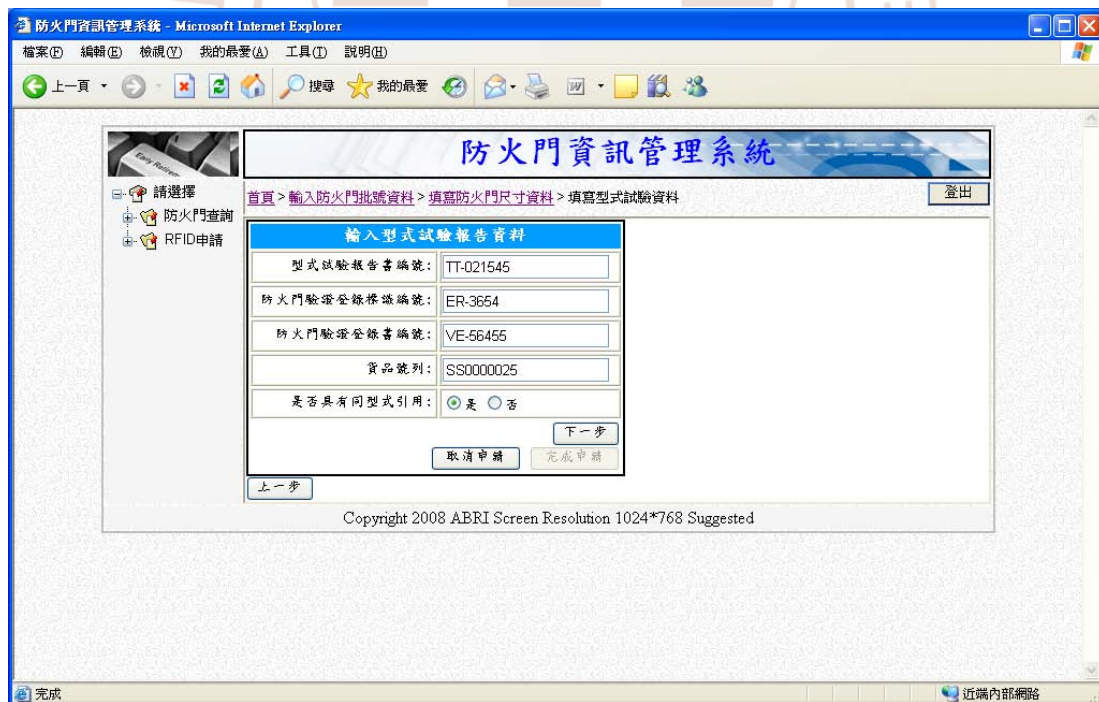 防火門資訊管理系統 - Microsoft Internet Explorer
檔案(F) 編輯(E) 檢視(V) 我的最愛(A) 工具(T) 說明(H)
上一頁 搜尋 我的最愛
Early Retirem
防火門資訊管理系統
請選擇
防火門查詢
RFID申請
首頁 > 輸入防火門批號資料 > 填寫防火門尺寸資料 > 填寫型式試驗資料
登出
輸入型式試驗報告資料
型式試驗報告書編號: TT-021545
防火門驗證登錄標識編號: ER-3654
防火門驗證登錄書編號: VE-56455
貨品號列: SS0000025
是否具有同型式引用: 是 否
下一步
取消申請 完成申請
上一步
Copyright 2008 ABRI Screen Resolution 1024*768 Suggested
完成 近端內部網路